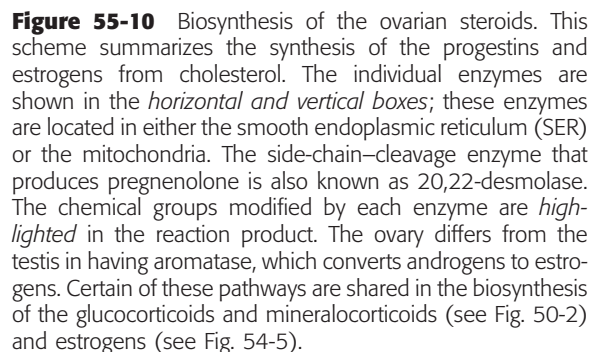 Figure 55-10 Biosynthesis of the ovarian steroids. This
scheme summarizes the synthesis of the progestins and
estrogens from cholesterol. The individual enzymes are
shown in the horizontal and vertical boxes; these enzymes
are located in either the smooth endoplasmic reticulum (SER)
or the mitochondria. The side-chain–cleavage enzyme that
produces pregnenolone is also known as 20,22-desmolase.
The chemical groups modified by each enzyme are high-
lighted in the reaction product. The ovary differs from the
testis in having aromatase, which converts androgens to estro-
gens. Certain of these pathways are shared in the biosynthesis
of the glucocorticoids and mineralocorticoids (see Fig. 50-2)
and estrogens (see Fig. 54-5).